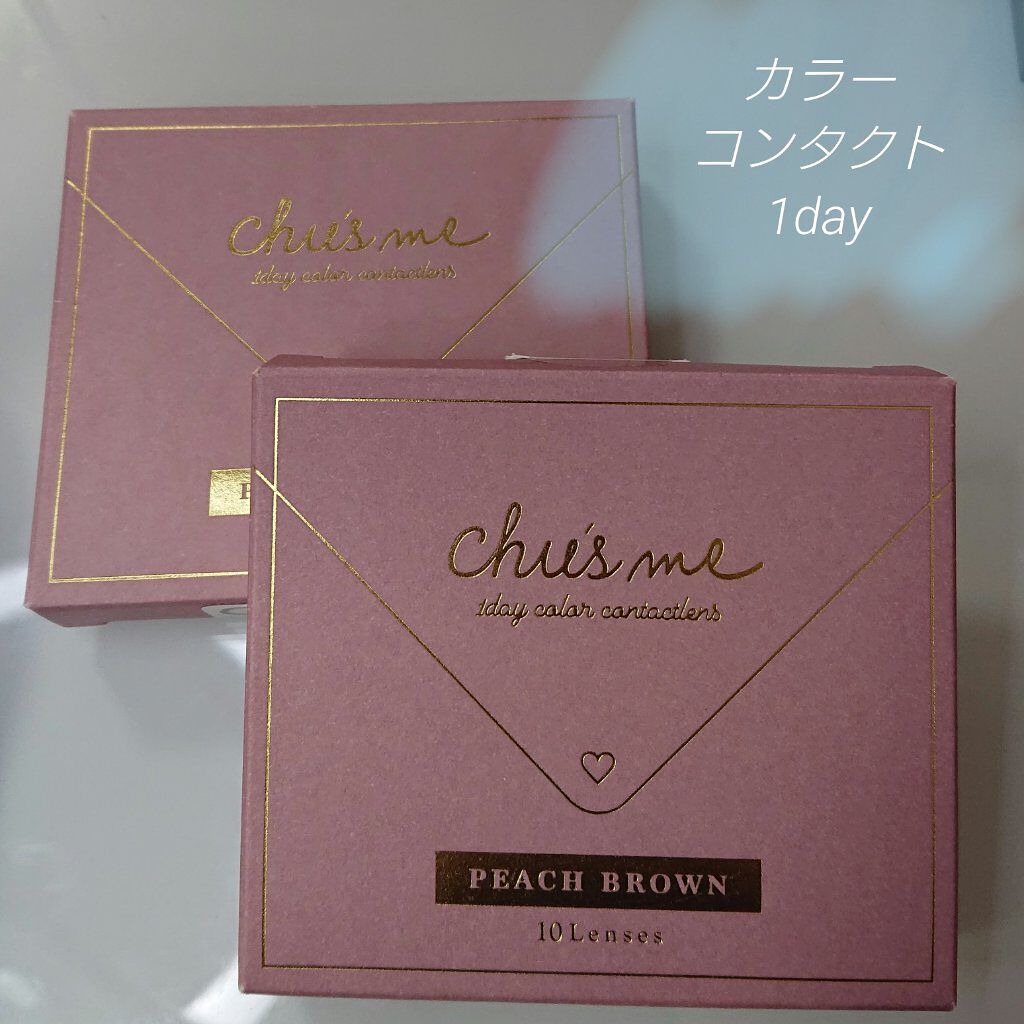 カラー
コンタクト
1day
chu's me
1day color contactlens
chu's me
1day color contactlens
PEACH BROWN
10 Lenses